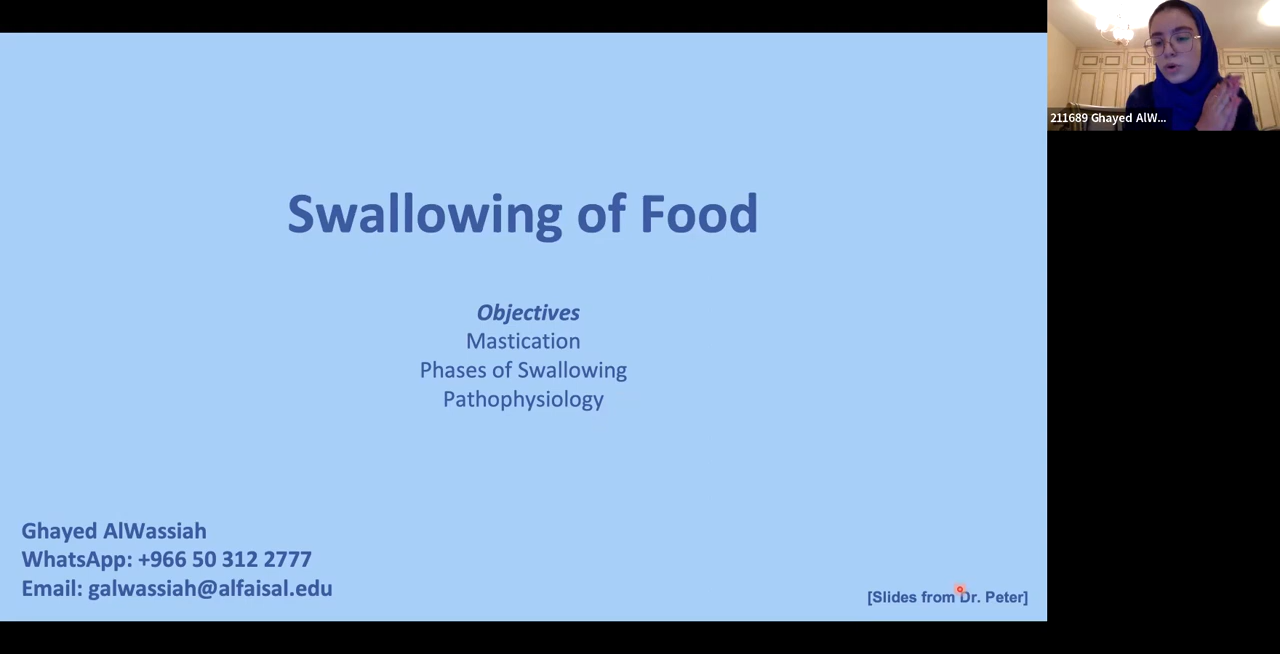 Swallowing of Food
Objectives
Mastication
Phases of Swallowing
Pathophysiology
Ghayed AlWassiah
WhatsApp: +966 50 312 2777
Email: galwassiah@alfaisal.edu
[Slides from Dr. Peter]
211689 Ghayed AlW...